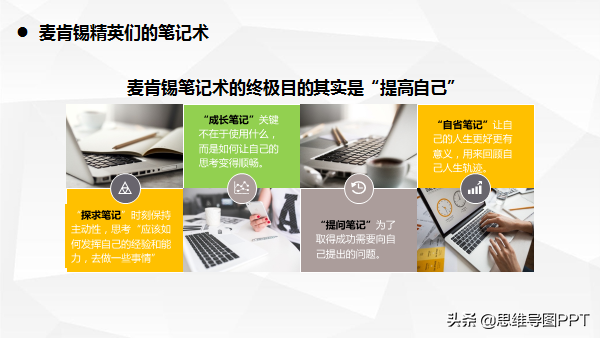 ● 麦肯锡精英们的笔记术
麦肯锡笔记术的终极目的其实是“提高自己”
“成长笔记”关键
不在于使用什么，
而是如何让自己的
思考变得顺畅。
“自省笔记”让自
己的人生更好更有
意义，用来回顾自
己人生轨迹。
探求笔记 时刻保持
主动性，思考“应该如
何发挥自己的经验和能
力，去做一些事情”
“提问笔记”为了
取得成功需要向自
己提出的问题。
头条 @思维导图PPT